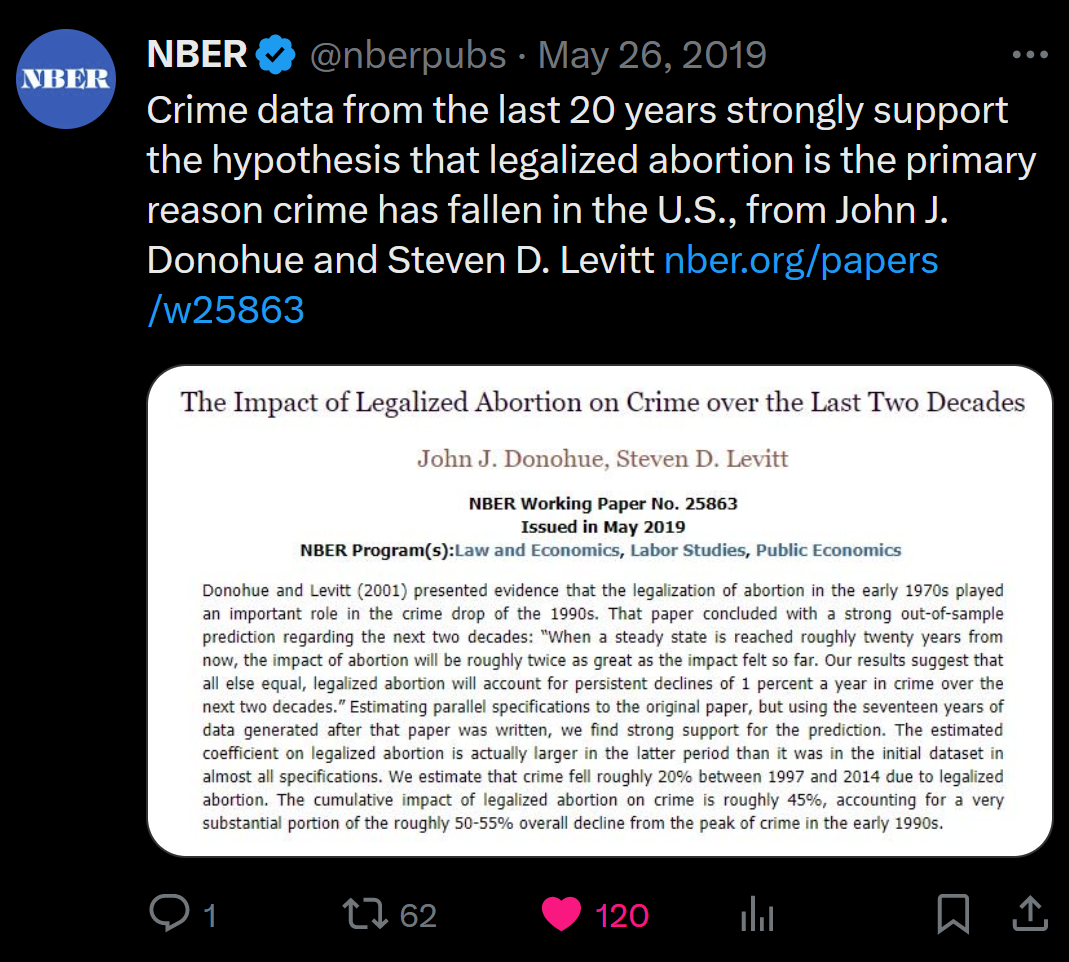 NBER
NBER @nberpubs · May 26, 2019
Crime data from the last 20 years strongly support
the hypothesis that legalized abortion is the primary
reason crime has fallen in the U.S., from John J.
Donohue and Steven D. Levitt nber.org/papers
/w25863
The Impact of Legalized Abortion on Crime over the Last Two Decades
John J. Donohue, Steven D. Levitt
NBER Working Paper No. 25863
Issued in May 2019
NBER Program(s):Law and Economics, Labor Studies, Public Economics
Donohue and Levitt (2001) presented evidence that the legalization of abortion in the early 1970s played
an important role in the crime drop of the 1990s. That paper concluded with a strong out-of-sample
prediction regarding the next two decades: "When a steady state is reached roughly twenty years from
now, the impact of abortion will be roughly twice as great as the impact felt so far. Our results suggest that
all else equal, legalized abortion will account for persistent declines of 1 percent a year in crime over the
next two decades." Estimating parallel specifications to the original paper, but using the seventeen years of
data generated after that paper was written, we find strong support for the prediction. The estimated
coefficient on legalized abortion is actually larger in the latter period than it was in the initial dataset in
almost all specifications. We estimate that crime fell roughly 20% between 1997 and 2014 due to legalized
abortion. The cumulative impact of legalized abortion on crime is roughly 45%, accounting for a very
substantial portion of the roughly 50-55% overall decline from the peak of crime in the early 1990s.
1 62 120